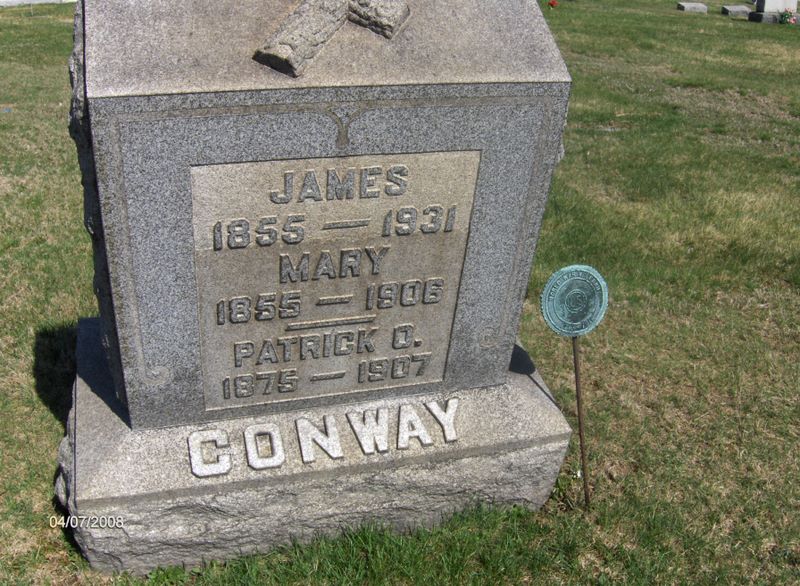 JAMES
1855 — 1931
MARY
1855 — 1906
PATRICK O.
1875 — 1907
CONWAY
04/07/2008